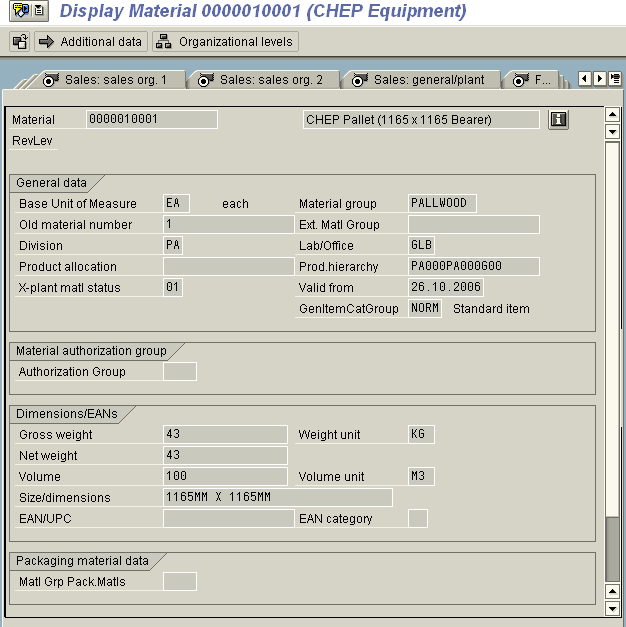 Display Material 0000010001 (CHEP Equipment)
Additional data Organizational levels
Sales: sales org. 1 Sales: sales org. 2 Sales: general/plant F...
Material 0000010001 CHEP Pallet (1165 x 1165 Bearer)
RevLev
General data
Base Unit of Measure EA each Material group PALLWOOD
Old material number 1 Ext. Matl Group
Division PA Lab/Office GLB
Product allocation Prod.hierarchy PA000PA000600
X-plant matl status 01 Valid from 26.10.2006
GenItemCatGroup NORM Standard item
Material authorization group
Authorization Group
Dimensions/EANs
Gross weight 43 Weight unit KG
Net weight 43
Volume 100 Volume unit M3
Size/dimensions 1165MM X 1165MM
EAN/UPC EAN category
Packaging material data
Matl Grp Pack.Matls